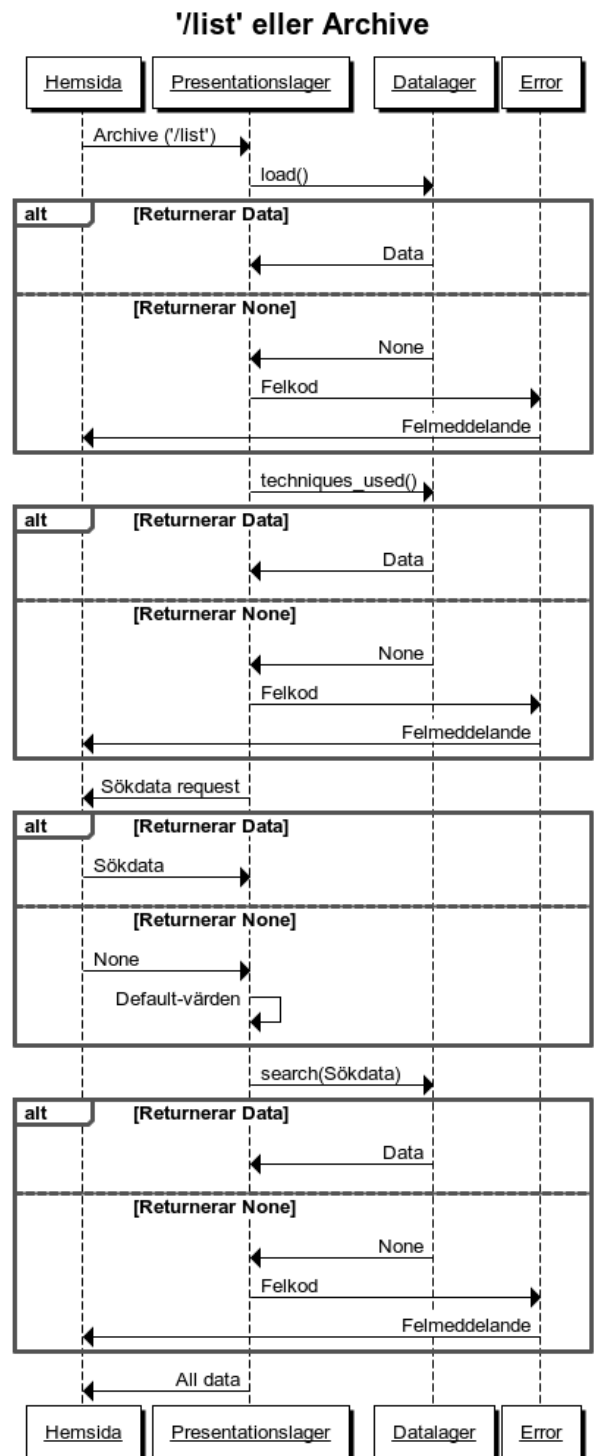 '/list' eller Archive
Hemsida Presentationslager Datalager Error
Archive ('/list')
load()
alt [Returnerar Data]
Data
[Returnerar None]
None
Felkod
Felmeddelande
techniques_used()
alt [Returnerar Data]
Data
[Returnerar None]
None
Felkod
Felmeddelande
Sökdata request
alt [Returnerar Data]
Sökdata
[Returnerar None]
None
Default-värden
search(Sökdata)
alt [Returnerar Data]
Data
[Returnerar None]
None
Felkod
Felmeddelande
All data
Hemsida Presentationslager Datalager Error